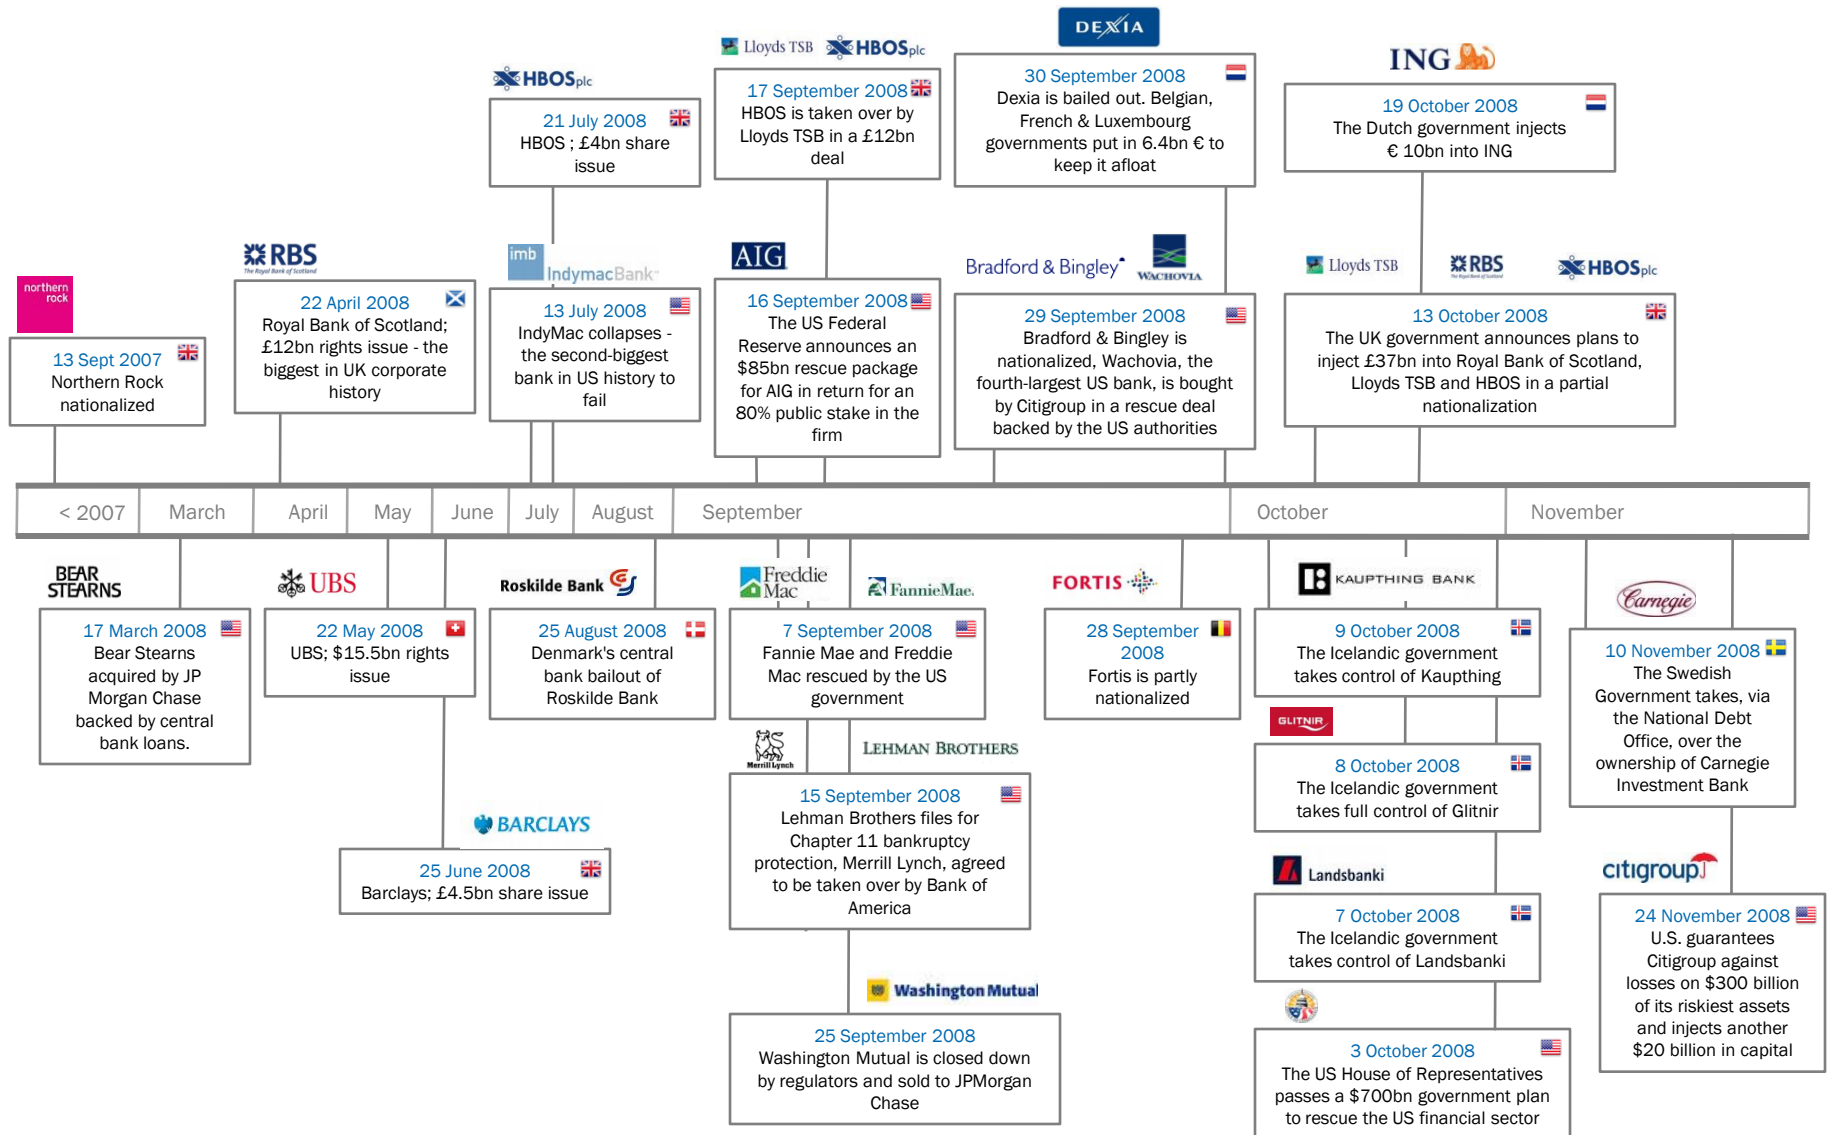 DEXIA
Lloyds TSB
HBOSplc
ING
HBOSplc
30 September 2008
Dexia is bailed out. Belgian,
French & Luxembourg
governments put in 6.4bn € to
keep it afloat
17 September 2008
HBOS is taken over by
Lloyds TSB in a £12bn
deal
19 October 2008
The Dutch government injects
€ 10bn into ING
21 July 2008
HBOS ; £4bn share
issue
RBS
The Royal Bank of Scotland
imb
IndymacBank
AIG
Bradford & Bingley
WACHOVIA
Lloyds TSB
RBS
The Royal Bank of Scotland
HBOSplc
northern
rock
13 Sept 2007
Northern Rock
nationalized
22 April 2008
Royal Bank of Scotland;
£12bn rights issue - the
biggest in UK corporate
history
13 July 2008
IndyMac collapses -
the second-biggest
bank in US history to
fail
16 September 2008
The US Federal
Reserve announces an
$85bn rescue package
for AIG in return for an
80% public stake in the
firm
29 September 2008
Bradford & Bingley is
nationalized, Wachovia, the
fourth-largest US bank, is bought
by Citigroup in a rescue deal
backed by the US authorities
13 October 2008
The UK government announces plans to
inject £37bn into Royal Bank of Scotland,
Lloyds TSB and HBOS in a partial
nationalization
< 2007
March
April
May
June
July
August
September
October
November
BEAR
STEARNS
UBS
Roskilde Bank
Freddie
Mac
FannieMae.
FORTIS
KAUPTHING BANK
Carnegie
17 March 2008
Bear Stearns
acquired by JP
Morgan Chase
backed by central
bank loans.
22 May 2008
UBS; $15.5bn rights
issue
25 August 2008
Denmark's central
bank bailout of
Roskilde Bank
7 September 2008
Fannie Mae and Freddie
Mac rescued by the US
government
28 September
2008
Fortis is partly
nationalized
9 October 2008
The Icelandic government
takes control of Kaupthing
10 November 2008
The Swedish
Government takes, via
the National Debt
Office, over the
ownership of Carnegie
Investment Bank
GLITNIR
8 October 2008
The Icelandic government
takes full control of Glitnir
Merrill Lynch
LEHMAN BROTHERS
15 September 2008
Lehman Brothers files for
Chapter 11 bankruptcy
protection, Merrill Lynch, agreed
to be taken over by Bank of
America
BARCLAYS
25 June 2008
Barclays; £4.5bn share issue
Landsbanki
7 October 2008
The Icelandic government
takes control of Landsbanki
citigroup
24 November 2008
U.S. guarantees
Citigroup against
losses on $300 billion
of its riskiest assets
and injects another
$20 billion in capital
Washington Mutual
25 September 2008
Washington Mutual is closed down
by regulators and sold to JPMorgan
Chase
3 October 2008
The US House of Representatives
passes a $700bn government plan
to rescue the US financial sector